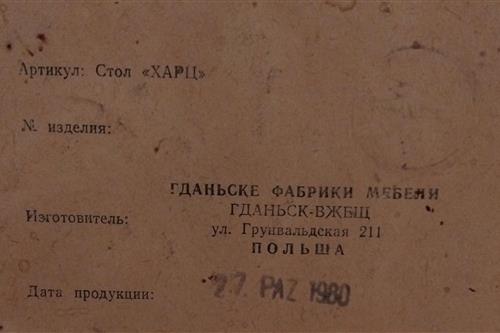 Артикул: Стол «ХАРЦ»
№ изделия:
ГДАНЬСКЕ ФАБРИКИ МЕБЕЛИ
Изготовитель: ГДАНЬСК-ВЖБЩ
ул. Грунвальдская 211
ПОЛЬША
Дата продукции: 27. PAZ 1980